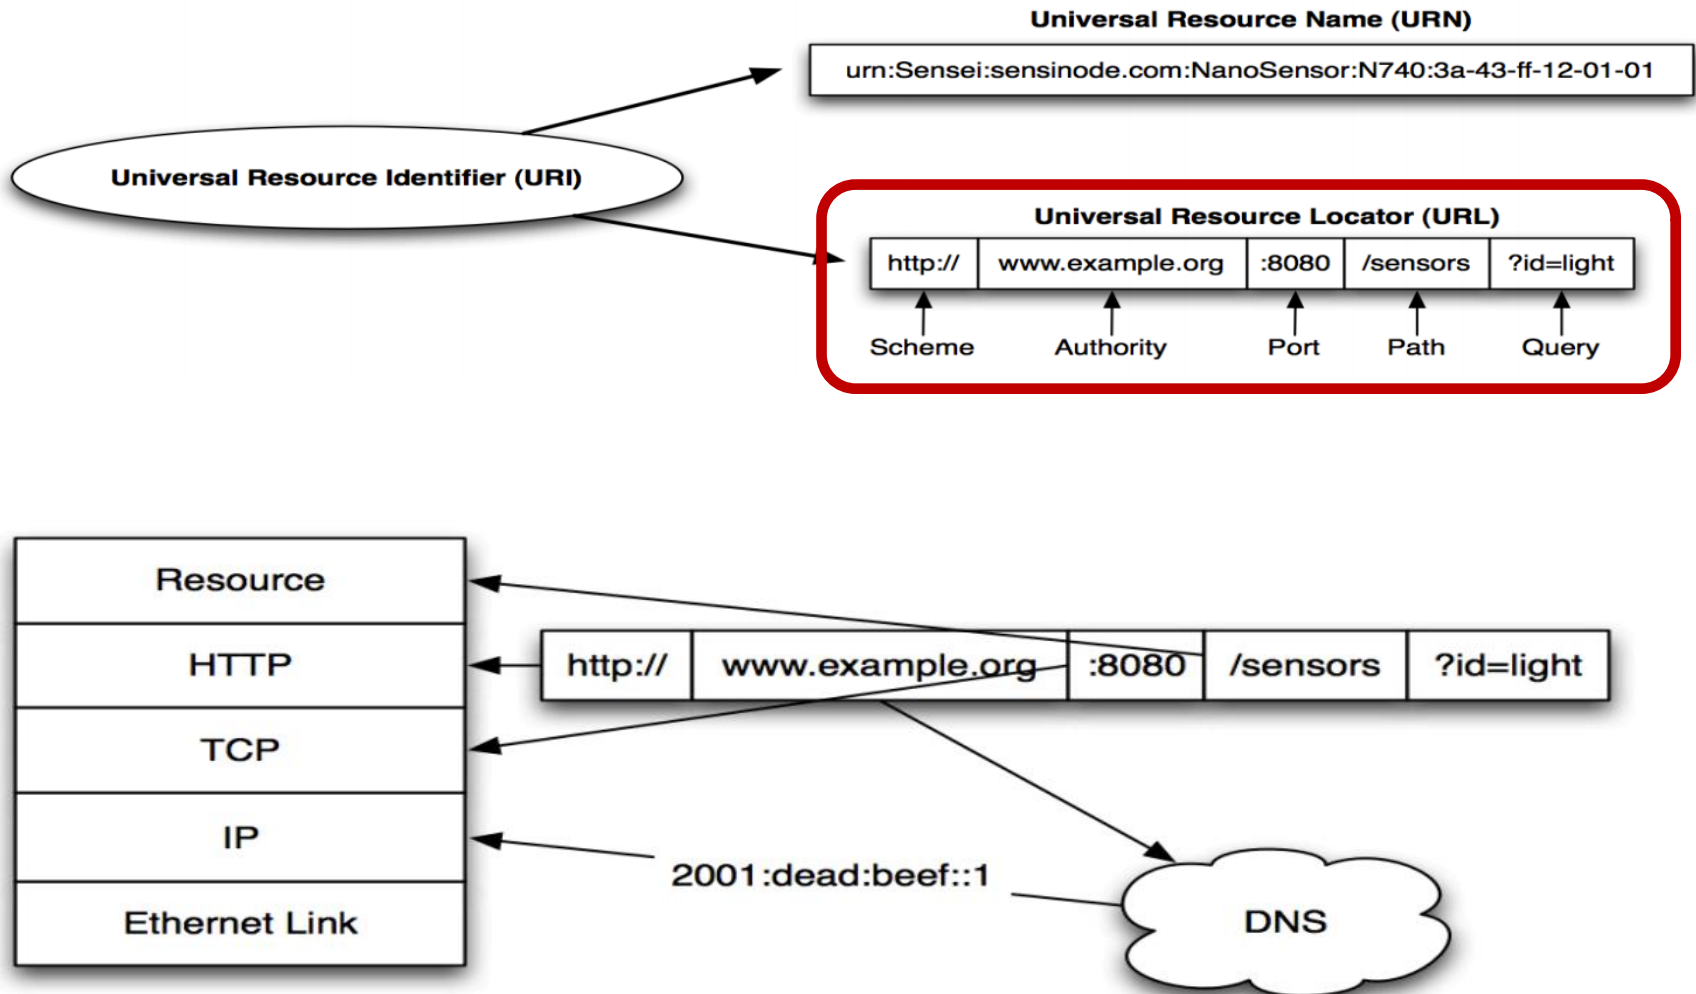 Universal Resource Name (URN)
urn:Sensei:sensinode.com:NanoSensor:N740:3a-43-ff-12-01-01
Universal Resource Identifier (URI)
Universal Resource Locator (URL)
http:// www.example.org :8080 /sensors ?id=light
Scheme Authority Port Path Query
Resource
HTTP
http:// www.example.org :8080 /sensors ?id=light
TCP
IP
2001:dead:beef::1
Ethernet Link
DNS